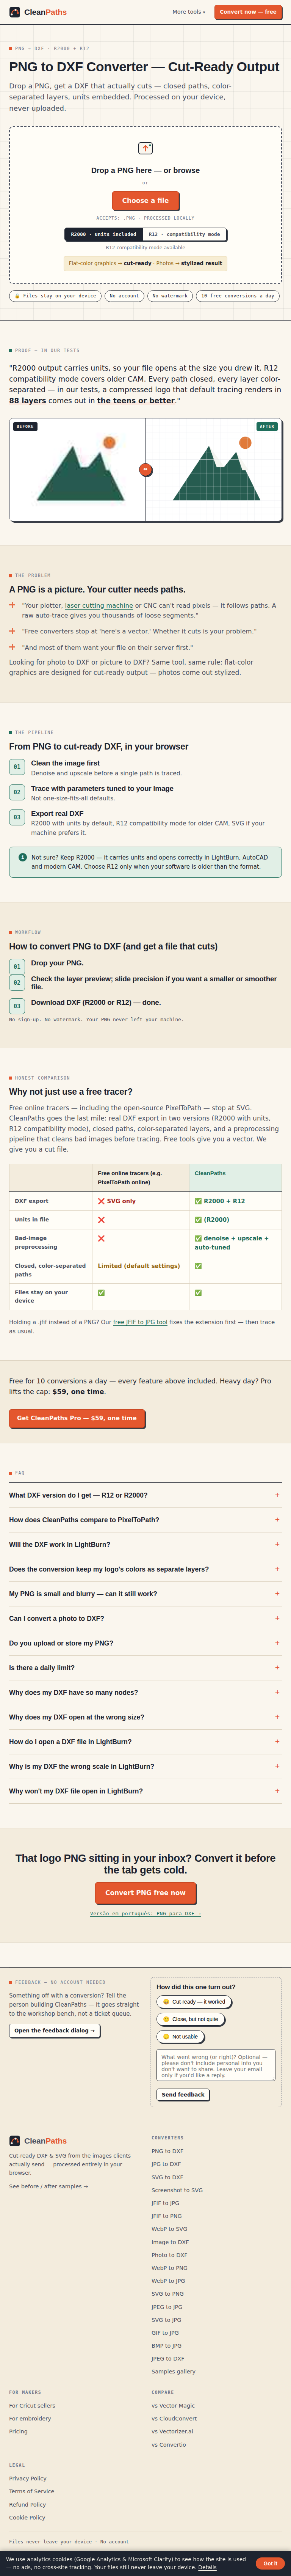 CleanPaths
More tools ▾
Convert now — free
PNG → DXF · R2000 + R12
PNG to DXF Converter — Cut-Ready Output
Drop a PNG, get a DXF that actually cuts — closed paths, color-
separated layers, units embedded. Processed on your device,
never uploaded.
Drop a PNG here — or browse
— or —
Choose a file
ACCEPTS: .PNG · PROCESSED LOCALLY
R2000 · units included
R12 · compatibility mode
R12 compatibility mode available
Flat-color graphics → cut-ready · Photos → stylized result
🔒 Files stay on your device
No account
No watermark
10 free conversions a day
PROOF — IN OUR TESTS
"R2000 output carries units, so your file opens at the size you drew it. R12
compatibility mode covers older CAM. Every path closed, every layer color-
separated — in our tests, a compressed logo that default tracing renders in
88 layers comes out in the teens or better."
BEFORE
AFTER
THE PROBLEM
A PNG is a picture. Your cutter needs paths.
"Your plotter, laser cutting machine or CNC can't read pixels — it follows paths. A
raw auto-trace gives you thousands of loose segments."
"Free converters stop at 'here's a vector.' Whether it cuts is your problem."
"And most of them want your file on their server first."
Looking for photo to DXF or picture to DXF? Same tool, same rule: flat-color
graphics are designed for cut-ready output — photos come out stylized.
THE PIPELINE
From PNG to cut-ready DXF, in your browser
01
Clean the image first
Denoise and upscale before a single path is traced.
02
Trace with parameters tuned to your image
Not one-size-fits-all defaults.
03
Export real DXF
R2000 with units by default, R12 compatibility mode for older CAM, SVG if your
machine prefers it.
Not sure? Keep R2000 — it carries units and opens correctly in LightBurn, AutoCAD
and modern CAM. Choose R12 only when your software is older than the format.
WORKFLOW
How to convert PNG to DXF (and get a file that cuts)
01
Drop your PNG.
02
Check the layer preview; slide precision if you want a smaller or smoother
file.
03
Download DXF (R2000 or R12) — done.
No sign-up. No watermark. Your PNG never left your machine.
HONEST COMPARISON
Why not just use a free tracer?
Free online tracers — including the open-source PixelToPath — stop at SVG.
CleanPaths goes the last mile: real DXF export in two versions (R2000 with units,
R12 compatibility mode), closed paths, color-separated layers, and a preprocessing
pipeline that cleans bad images before tracing. Free tools give you a vector. We
give you a cut file.
Free online tracers (e.g.
PixelToPath online)
CleanPaths
DXF export
❌ SVG only
✅ R2000 + R12
Units in file
❌
✅ (R2000)
Bad-image
preprocessing
❌
✅ denoise + upscale +
auto-tuned
Closed, color-separated
paths
Limited (default settings)
✅
Files stay on your
device
✅
✅
Holding a .jfif instead of a PNG? Our free JFIF to JPG tool fixes the extension first — then trace
as usual.
Free for 10 conversions a day — every feature above included. Heavy day? Pro
lifts the cap: $59, one time.
Get CleanPaths Pro — $59, one time
FAQ
What DXF version do I get — R12 or R2000?
How does CleanPaths compare to PixelToPath?
Will the DXF work in LightBurn?
Does the conversion keep my logo's colors as separate layers?
My PNG is small and blurry — can it still work?
Can I convert a photo to DXF?
Do you upload or store my PNG?
Is there a daily limit?
Why does my DXF have so many nodes?
Why does my DXF open at the wrong size?
How do I open a DXF file in LightBurn?
Why is my DXF the wrong scale in LightBurn?
Why won't my DXF file open in LightBurn?
That logo PNG sitting in your inbox? Convert it before
the tab gets cold.
Convert PNG free now
Versão em português: PNG para DXF →
FEEDBACK — NO ACCOUNT NEEDED
Something off with a conversion? Tell the
person building CleanPaths — it goes straight
to the workshop bench, not a ticket queue.
Open the feedback dialog →
How did this one turn out?
Cut-ready — it worked
Close, but not quite
Not usable
What went wrong (or right)? Optional —
please don't include personal info you
don't want to share. Leave your email
only if you'd like a reply.
Send feedback
CleanPaths
Cut-ready DXF & SVG from the images clients
actually send — processed entirely in your
browser.
See before / after samples →
CONVERTERS
PNG to DXF
JPG to DXF
SVG to DXF
Screenshot to SVG
JFIF to JPG
JFIF to PNG
WebP to SVG
Image to DXF
Photo to DXF
WebP to PNG
WebP to JPG
SVG to PNG
JPEG to JPG
SVG to JPG
GIF to JPG
BMP to JPG
JPEG to DXF
Samples gallery
FOR MAKERS
For Cricut sellers
For embroidery
Pricing
COMPARE
vs Vector Magic
vs CloudConvert
vs Vectorizer.ai
vs Convertio
LEGAL
Privacy Policy
Terms of Service
Refund Policy
Cookie Policy
Files never leave your device · No account
We use analytics cookies (Google Analytics & Microsoft Clarity) to see how the site is used
— no ads, no cross-site tracking. Your files still never leave your device. Details
Got it